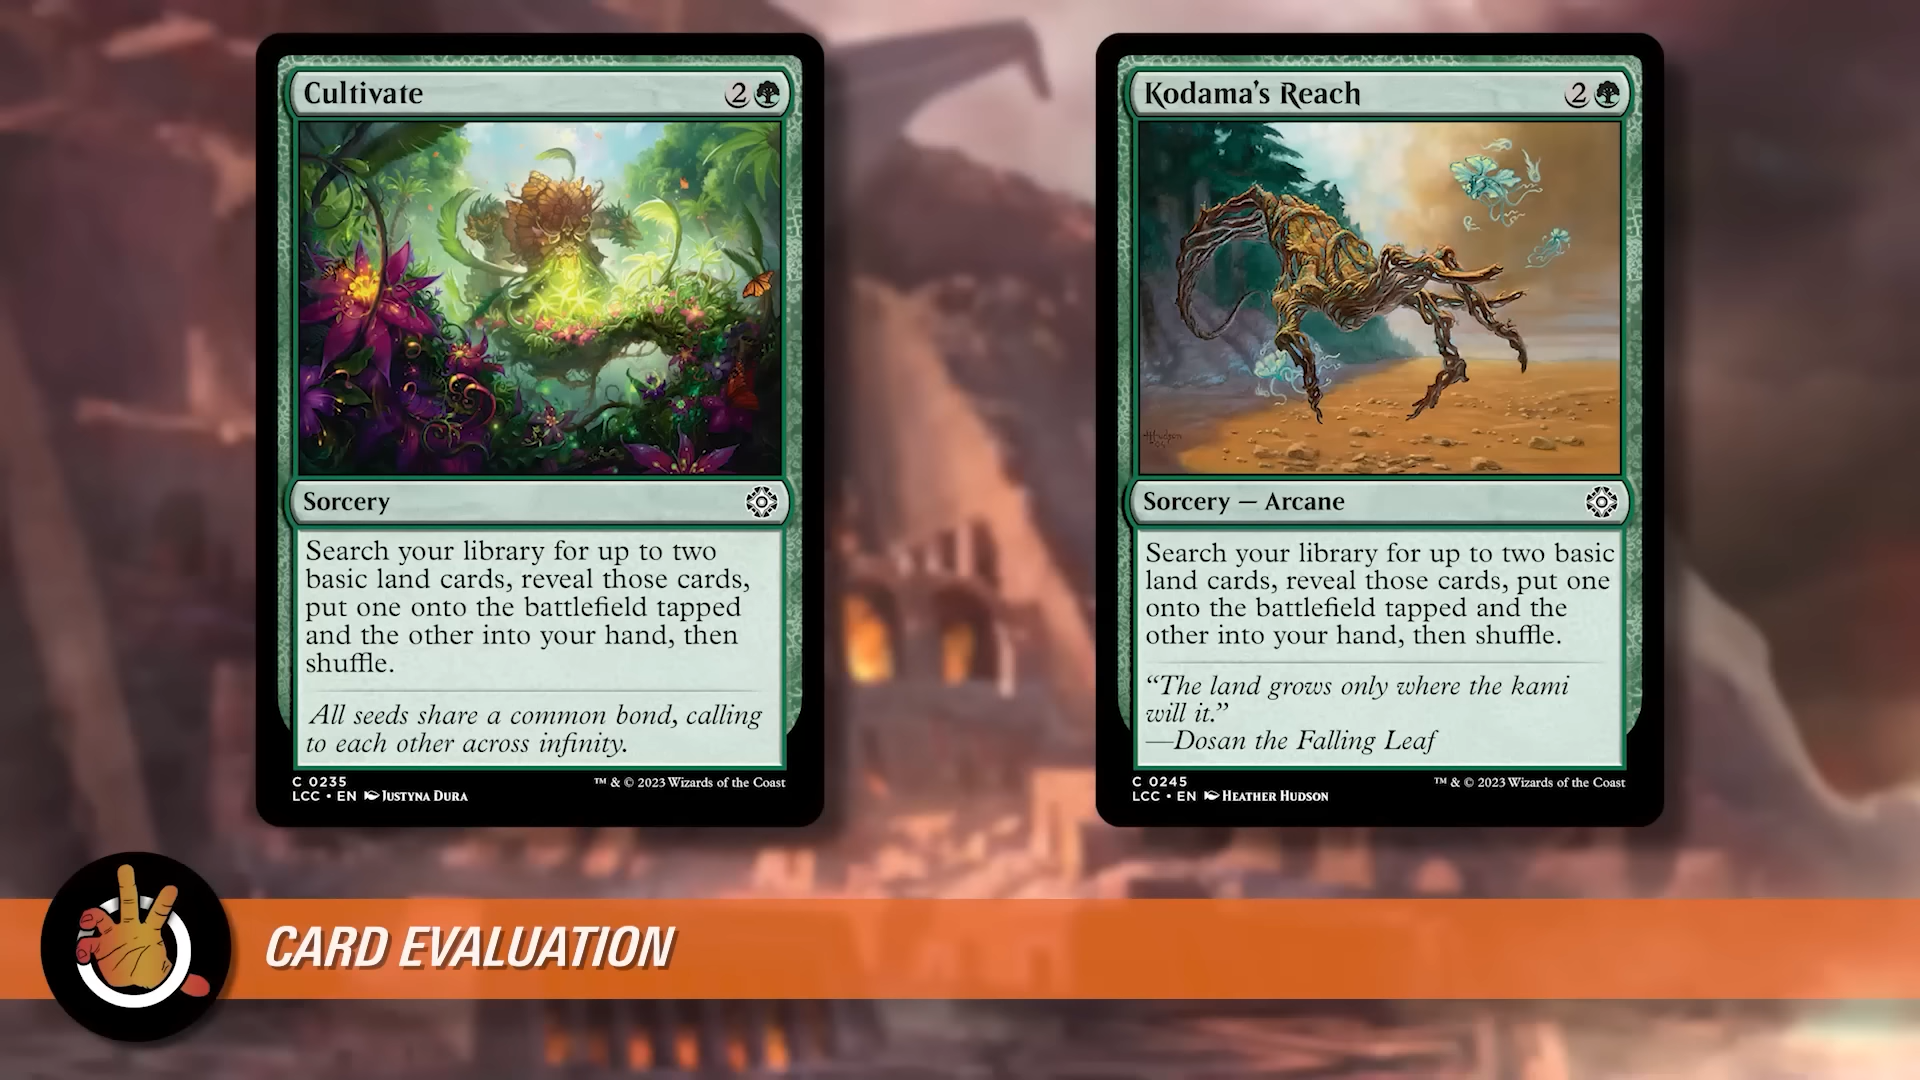 Cultivate
2
Sorcery
Search your library for up to two
basic land cards, reveal those cards,
put one onto the battlefield tapped
and the other into your hand, then
shuffle.
All seeds share a common bond, calling
to each other across infinity.
C 0235
LCC • EN JUSTYNA DURA
™ & © 2023 Wizards of the Coast
Kodama's Reach
2
Sorcery — Arcane
Search your library for up to two basic
land cards, reveal those cards, put one
onto the battlefield tapped and the
other into your hand, then shuffle.
“The land grows only where the kami
will it.”
—Dosan the Falling Leaf
C 0245
LCC • EN HEATHER HUDSON
™ & © 2023 Wizards of the Coast
CARD EVALUATION